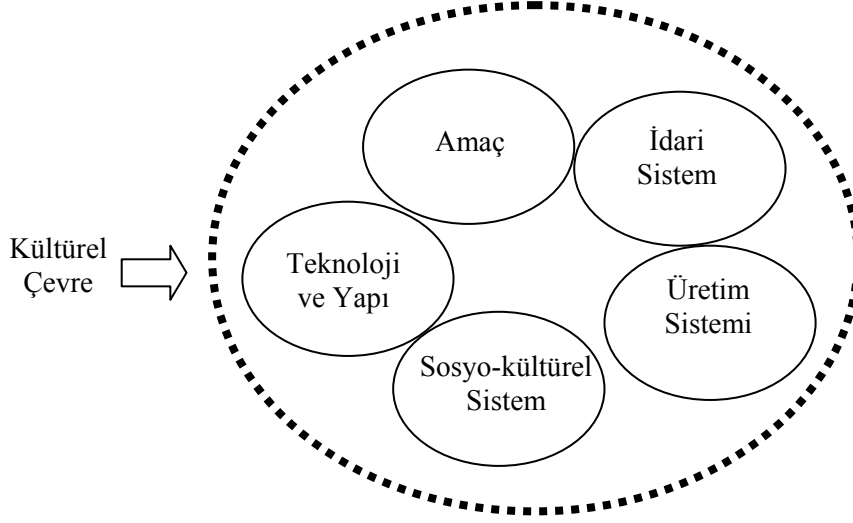 Amaç
İdari
Sistem
Kültürel
Çevre
Teknoloji
ve Yapı
Üretim
Sistemi
Sosyo-kültürel
Sistem